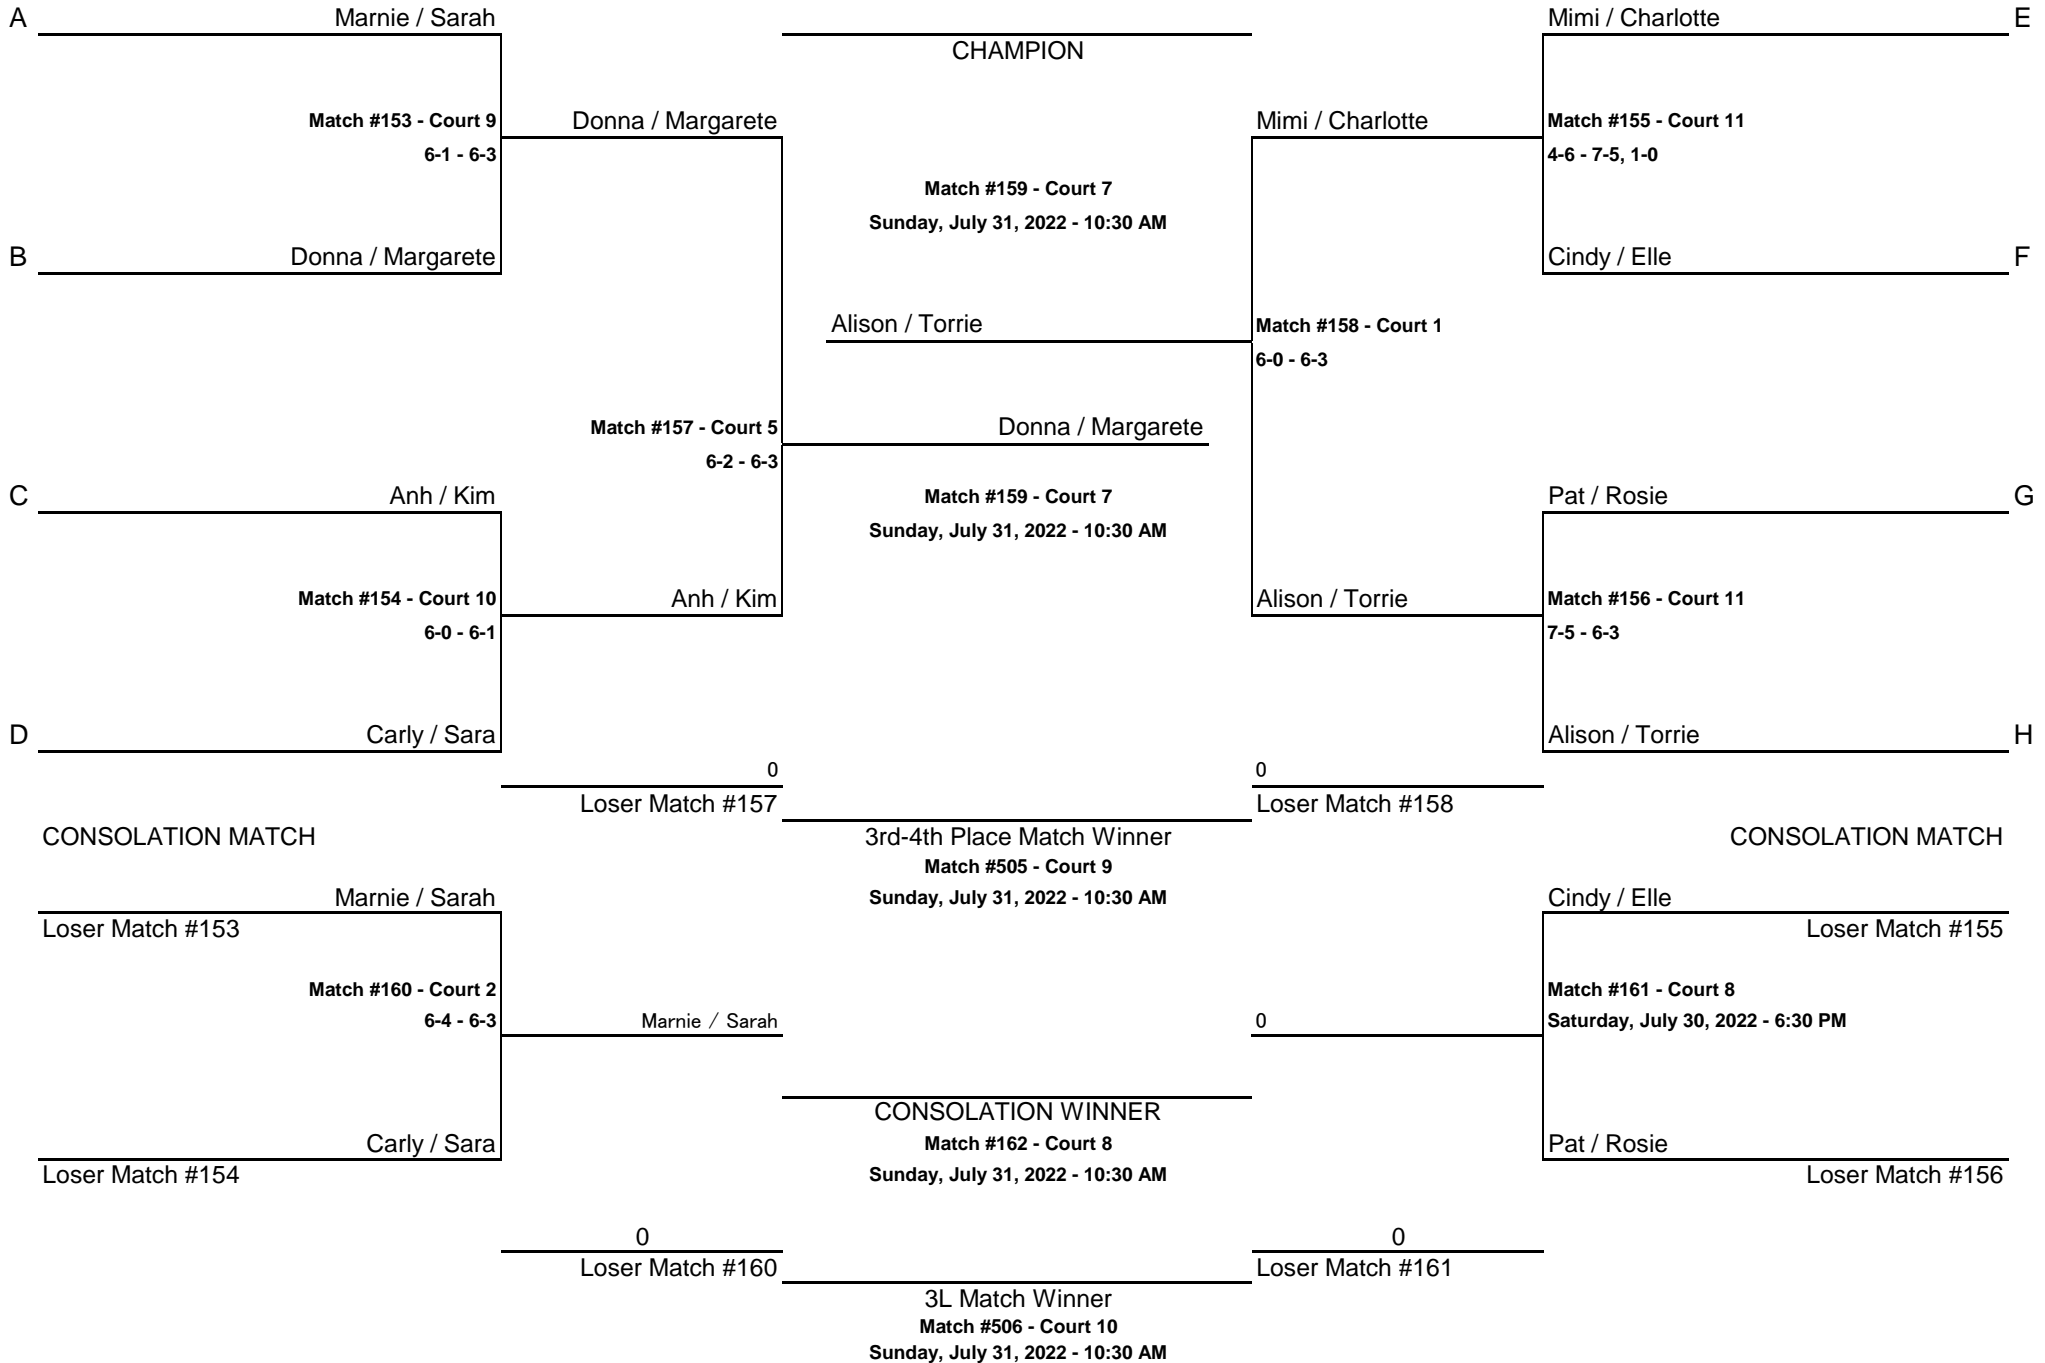 A
Marnie / Sarah
CHAMPION
Mimi / Charlotte
E
Match #153 - Court 9
6-1 - 6-3
Donna / Margarete
Match #159 - Court 7
Sunday, July 31, 2022 - 10:30 AM
Mimi / Charlotte
Match #155 - Court 11
4-6 - 7-5, 1-0
B
Donna / Margarete
Cindy / Elle
F
Alison / Torrie
Match #158 - Court 1
6-0 - 6-3
Match #157 - Court 5
6-2 - 6-3
Donna / Margarete
C
Anh / Kim
Match #159 - Court 7
Sunday, July 31, 2022 - 10:30 AM
Pat / Rosie
G
Match #154 - Court 10
6-0 - 6-1
Anh / Kim
Alison / Torrie
Match #156 - Court 11
7-5 - 6-3
D
Carly / Sara
Alison / Torrie
H
0
Loser Match #157
0
Loser Match #158
CONSOLATION MATCH
3rd-4th Place Match Winner
Match #505 - Court 9
Sunday, July 31, 2022 - 10:30 AM
CONSOLATION MATCH
Marnie / Sarah
Loser Match #153
Cindy / Elle
Loser Match #155
Match #160 - Court 2
6-4 - 6-3
Marnie / Sarah
0
Match #161 - Court 8
Saturday, July 30, 2022 - 6:30 PM
CONSOLATION WINNER
Match #162 - Court 8
Sunday, July 31, 2022 - 10:30 AM
Carly / Sara
Loser Match #154
Pat / Rosie
Loser Match #156
0
Loser Match #160
0
Loser Match #161
3L Match Winner
Match #506 - Court 10
Sunday, July 31, 2022 - 10:30 AM